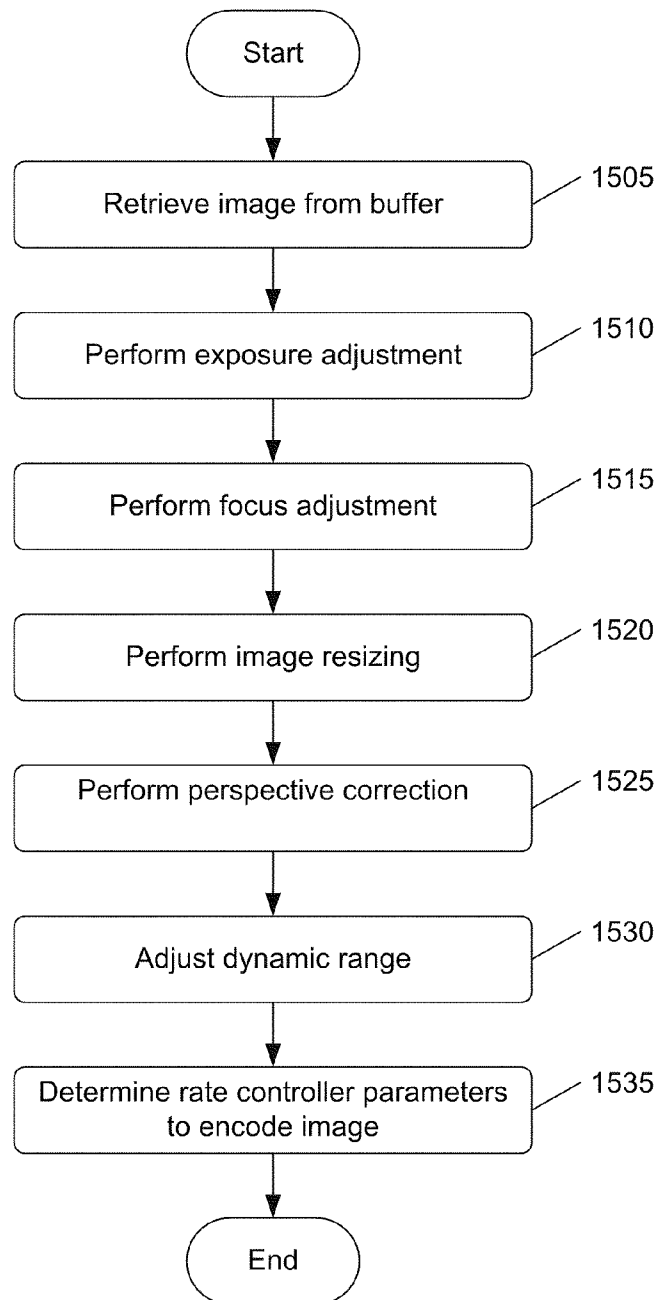 Start
Retrieve image from buffer
1505
Perform exposure adjustment
1510
Perform focus adjustment
1515
Perform image resizing
1520
Perform perspective correction
1525
Adjust dynamic range
1530
Determine rate controller parameters
to encode image
1535
End